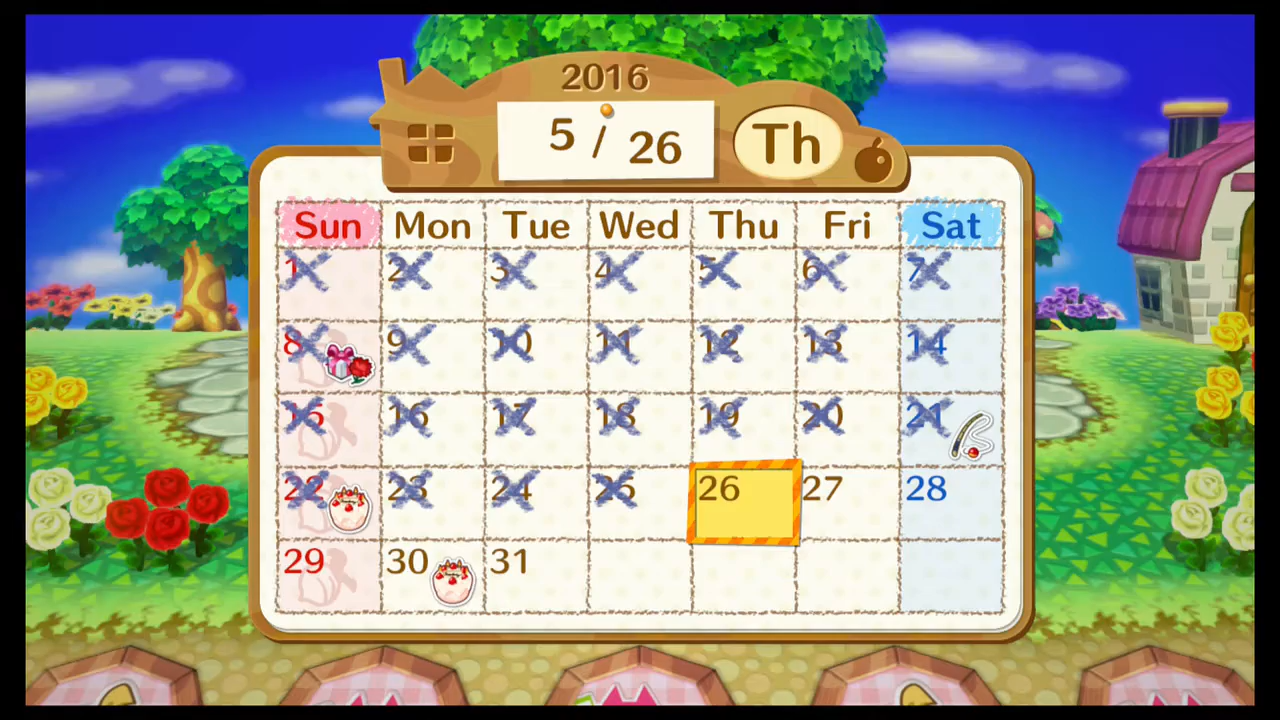 2016
5 / 26 Th
Sun Mon Tue Wed Thu Fri Sat
1 2 3 4 5 6 7
8 9 10 11 12 13 14
15 16 17 18 19 20 21
22 23 24 25 26 27 28
29 30 31